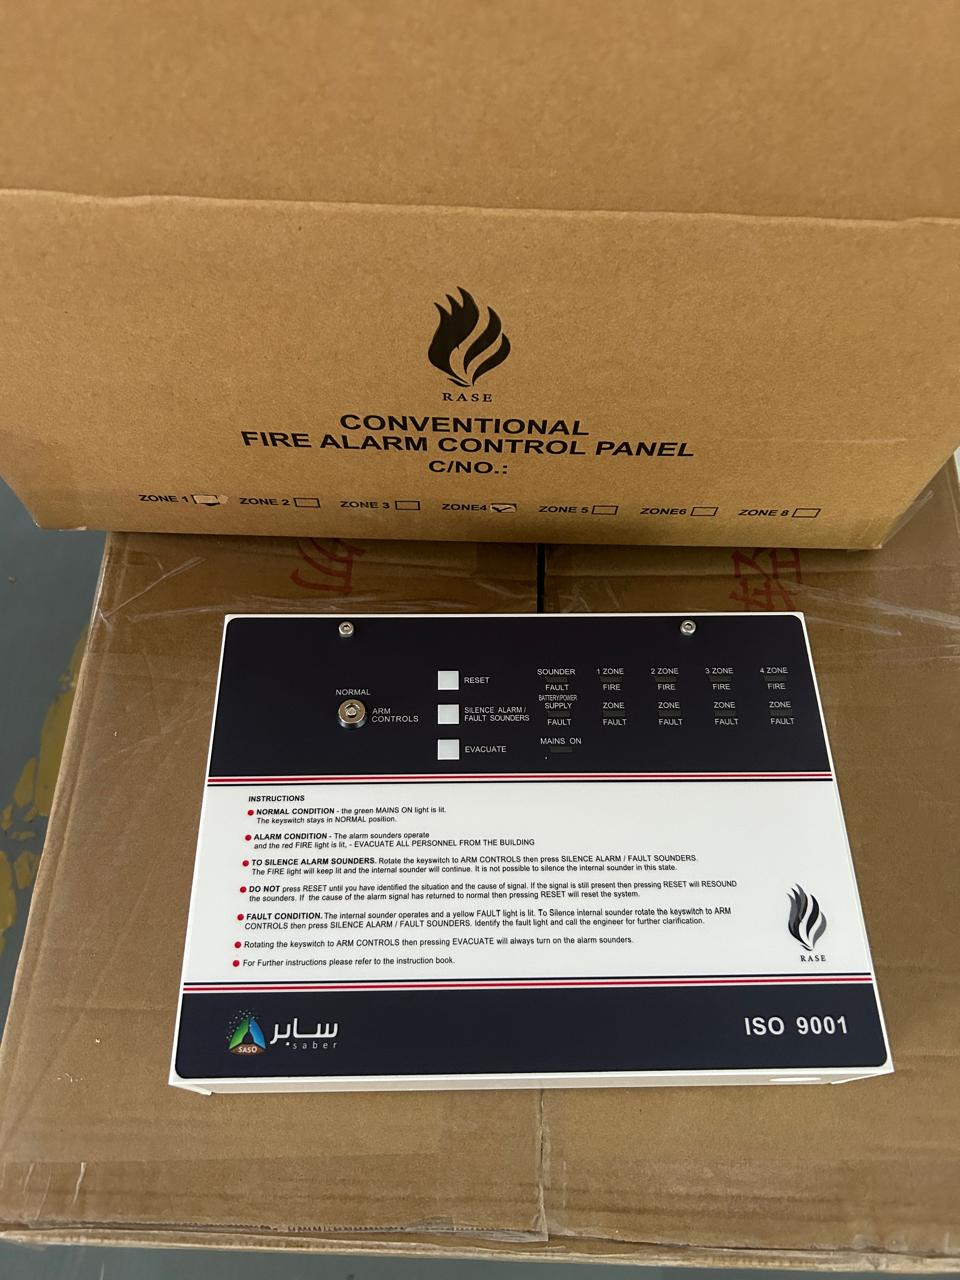 RASE
CONVENTIONAL
FIRE ALARM CONTROL PANEL
C/NO.:
ZONE 1 ZONE 2 ZONE 3 ZONE4 ZONE 5 ZONE6 ZONE 8
勿 轻
NORMAL
ARM
CONTROLS
RESET
SILENCE ALARM /
FAULT SOUNDERS
EVACUATE
SOUNDER 1 ZONE 2 ZONE 3 ZONE 4 ZONE
FAULT FIRE FIRE FIRE FIRE
BATTERY/POWER
SUPPLY ZONE ZONE ZONE ZONE
FAULT FAULT FAULT FAULT FAULT
MAINS ON
INSTRUCTIONS
NORMAL CONDITION - the green MAINS ON light is lit.
The keyswitch stays in NORMAL position.
ALARM CONDITION - The alarm sounders operate
and the red FIRE light is lit, - EVACUATE ALL PERSONNEL FROM THE BUILDING
TO SILENCE ALARM SOUNDERS. Rotate the keyswitch to ARM CONTROLS then press SILENCE ALARM / FAULT SOUNDERS.
The FIRE light will keep lit and the internal sounder will continue. It is not possible to silence the internal sounder in this state.
DO NOT press RESET until you have identified the situation and the cause of signal. If the signal is still present then pressing RESET will RESOUND
the sounders. If the cause of the alarm signal has returned to normal then pressing RESET will reset the system.
FAULT CONDITION. The internal sounder operates and a yellow FAULT light is lit. To Silence internal sounder rotate the keyswitch to ARM
CONTROLS then press SILENCE ALARM / FAULT SOUNDERS. Identify the fault light and call the engineer for further clarification.
Rotating the keyswitch to ARM CONTROLS then pressing EVACUATE will always turn on the alarm sounders.
For Further instructions please refer to the instruction book.
RASE
SASO
سابر
saber
ISO 9001